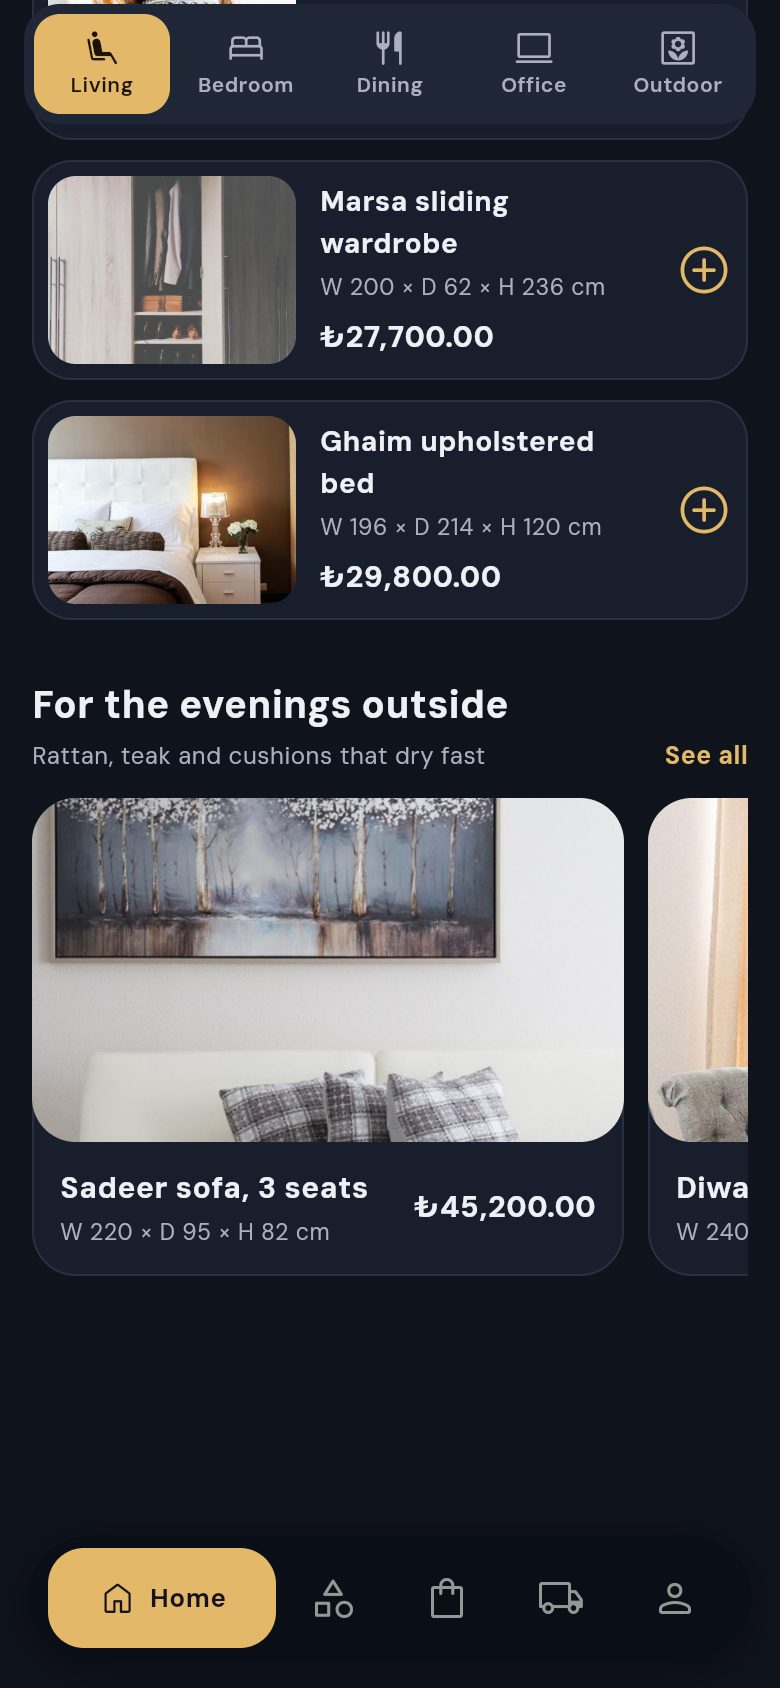 Living
Bedroom
Dining
Office
Outdoor
Marsa sliding
wardrobe
W 200 × D 62 × H 236 cm
₺27,700.00
Ghaim upholstered
bed
W 196 × D 214 × H 120 cm
₺29,800.00
For the evenings outside
Rattan, teak and cushions that dry fast
See all
Sadeer sofa, 3 seats
W 220 × D 95 × H 82 cm
₺45,200.00
Diwa
W 240
Home